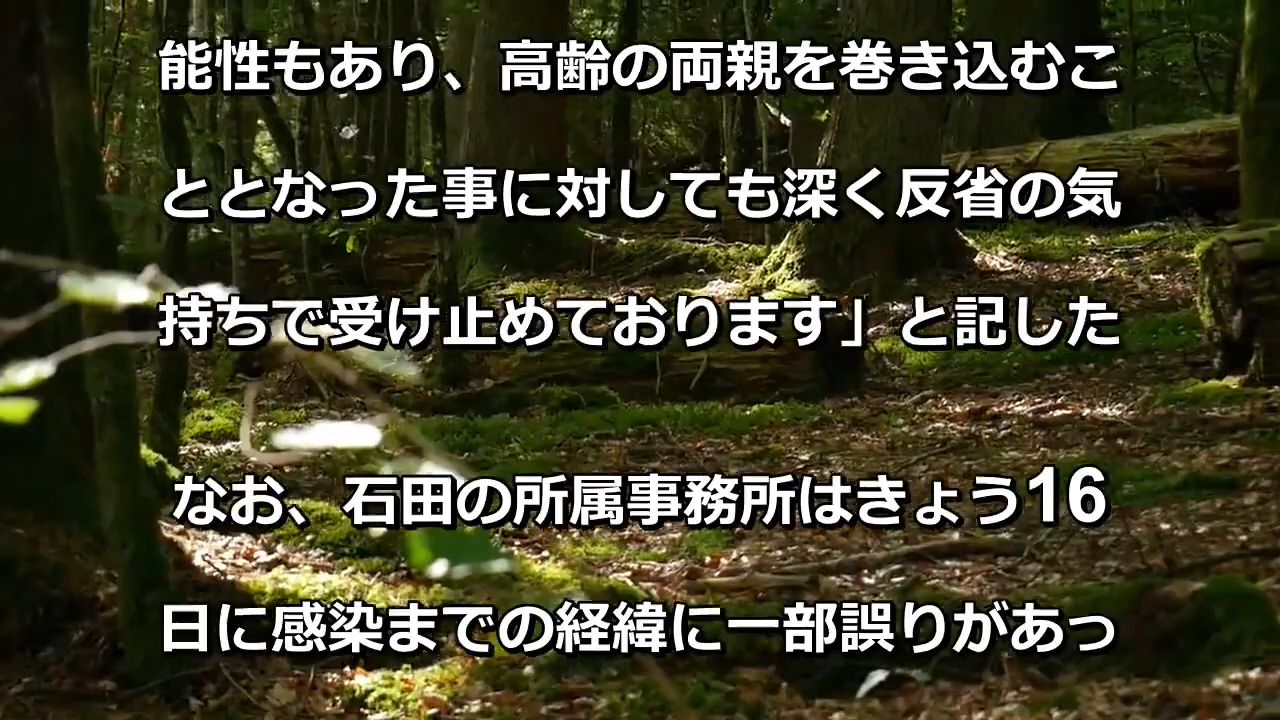 能性もあり、高齢の両親を巻き込むこ
ととなった事に対しても深く反省の気
持ちで受け止めております」と記した
なお、石田の所属事務所はきょう16
日に感染までの経緯に一部誤りがあっ